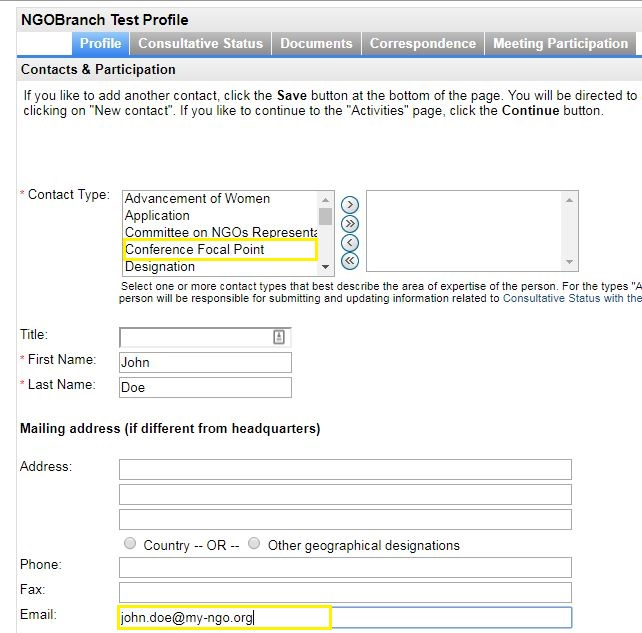 NGOBranch Test Profile
Profile Consultative Status Documents Correspondence Meeting Participation
Contacts & Participation
If you like to add another contact, click the Save button at the bottom of the page. You will be directed to
clicking on "New contact". If you like to continue to the "Activities" page, click the Continue button.
* Contact Type:
Advancement of Women
Application
Committee on NGOs Representa
Conference Focal Point
Designation
Select one or more contact types that best describe the area of expertise of the person. For the types "A
person will be responsible for submitting and updating information related to Consultative Status with the
Title:
* First Name: John
* Last Name: Doe
Mailing address (if different from headquarters)
Address:
Country -- OR -- Other geographical designations
Phone:
Fax:
Email: john.doe@my-ngo.org